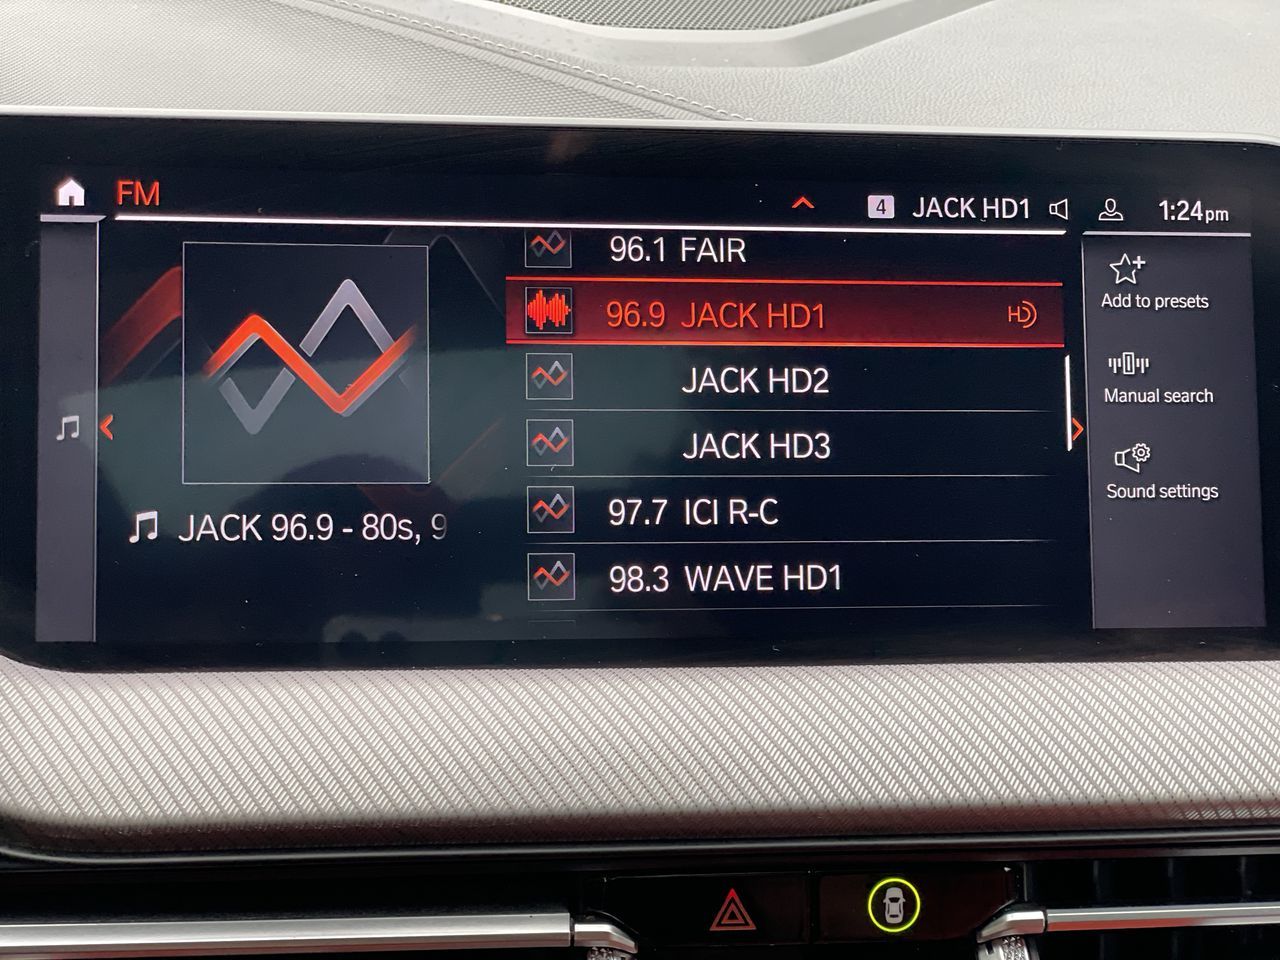 FM
4 JACK HD1
1:24pm
96.1 FAIR
96.9 JACK HD1 HD
JACK HD2
JACK HD3
97.7 ICI R-C
98.3 WAVE HD1
JACK 96.9 - 80s, 9
Add to presets
Manual search
Sound settings